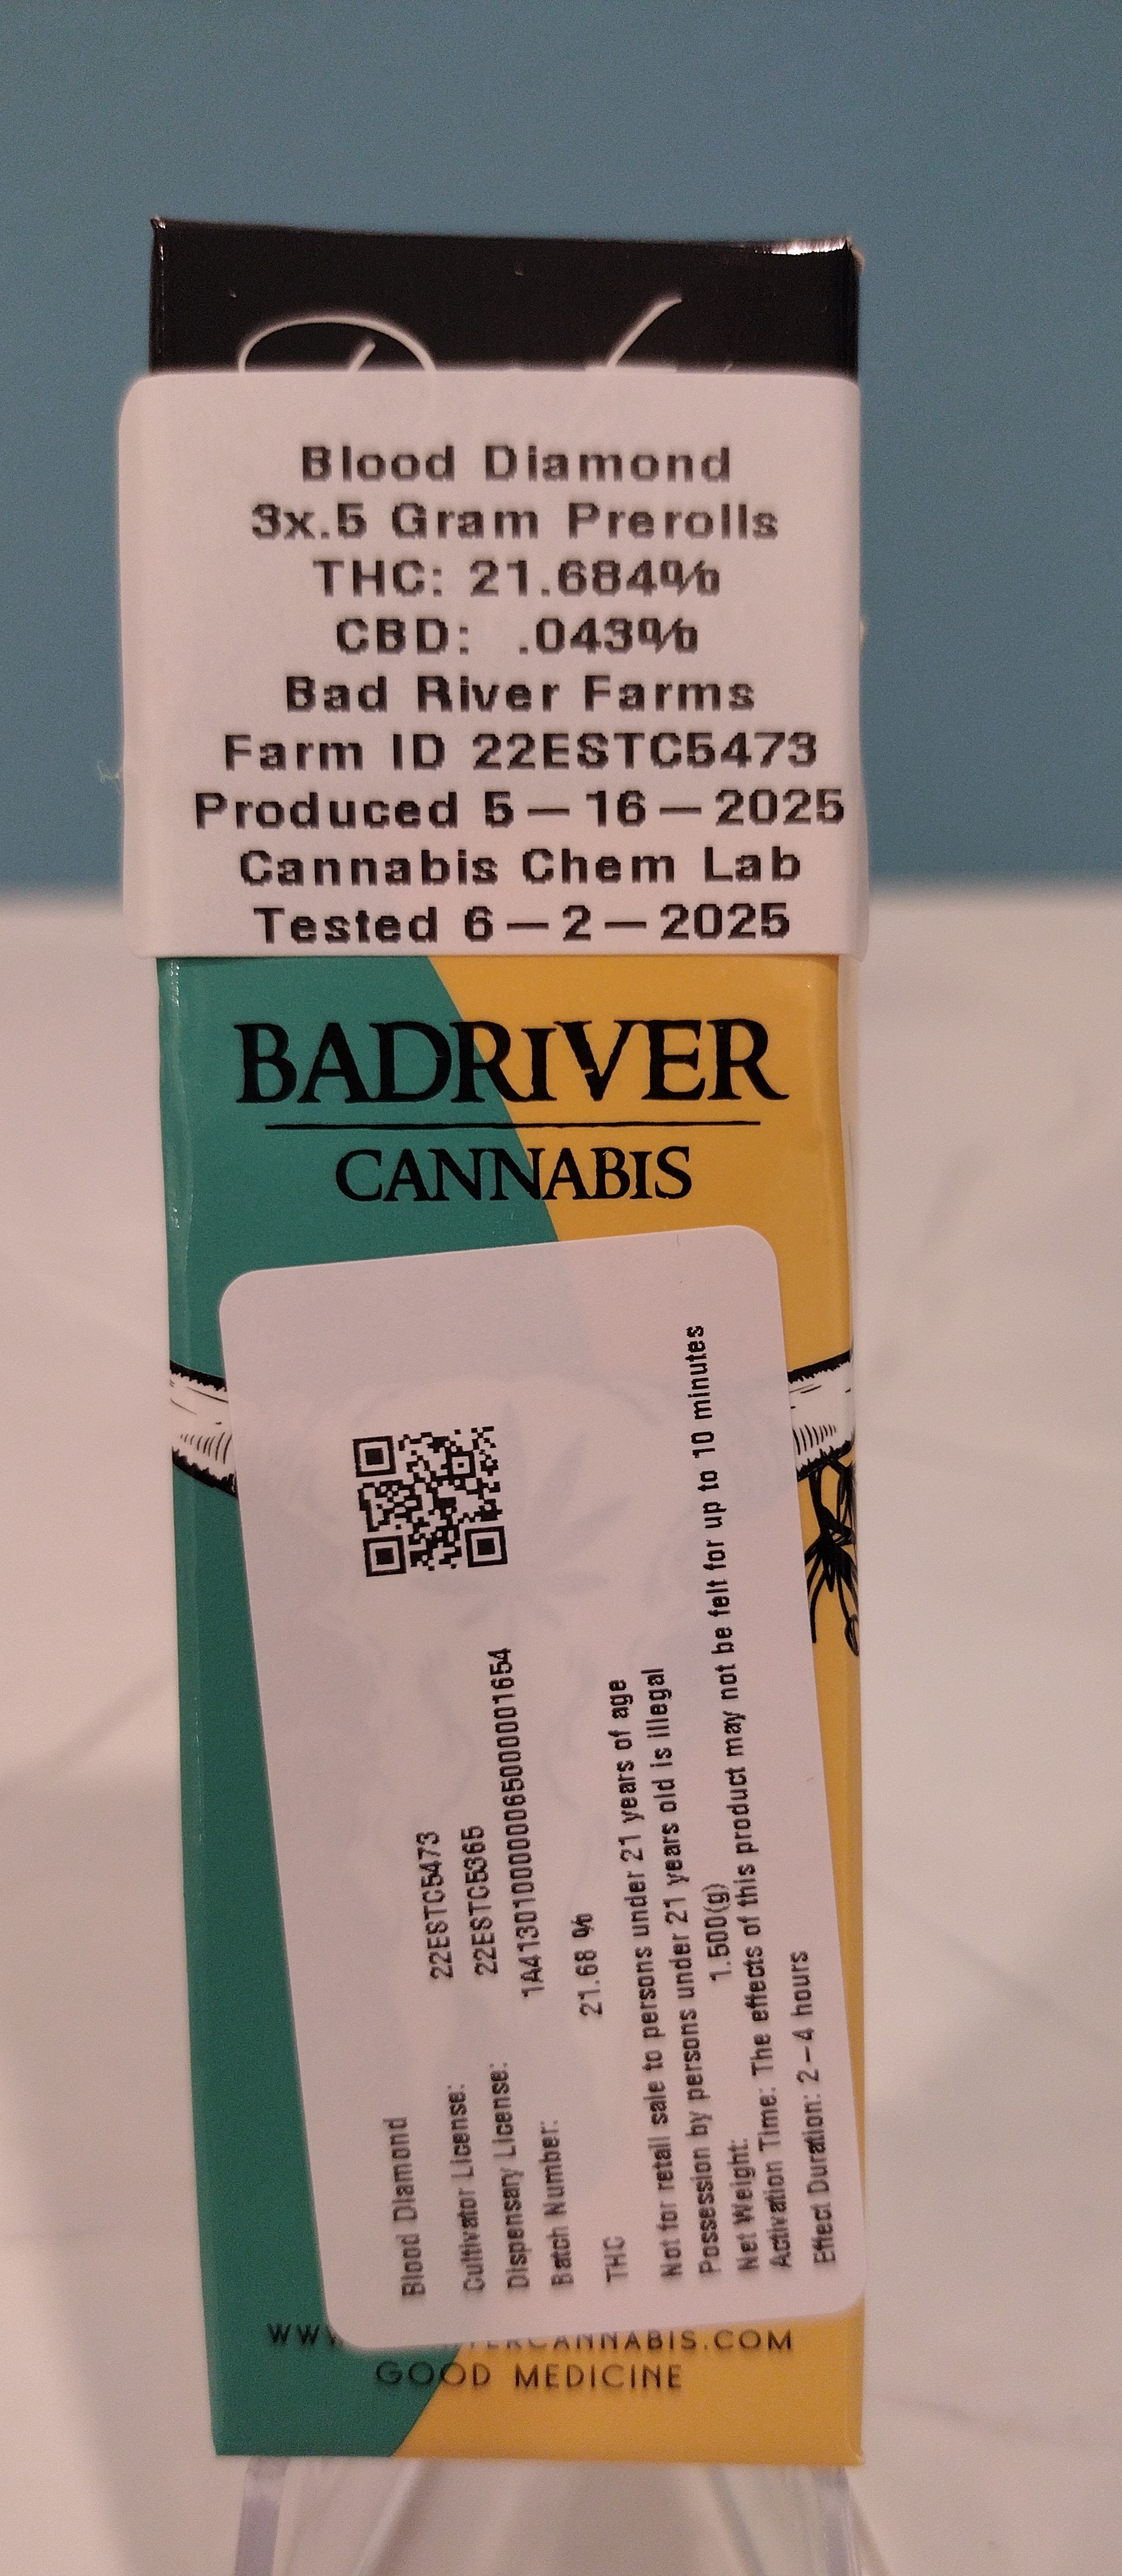 Blood Diamond
3x.5 Gram Prerolls
THC: 21.684%
CBD: .043%
Bad River Farms
Farm ID 22ESTC5473
Produced 5-16-2025
Cannabis Chem Lab
Tested 6-2-2025
BADRIVER
CANNABIS
Blood Diamond
Cultivator License: 22ESTC5473
Dispensary License: 22ESTC5365
Batch Number: 1A4130100000065000001654
THC 21.68 %
Not for retail sale to persons under 21 years of age
Possession by persons under 21 years old is illegal
Net Weight: 1.500(g)
Activation Time: The effects of this product may not be felt for up to 10 minutes
Effect Duration: 2-4 hours
GOOD MEDICINE